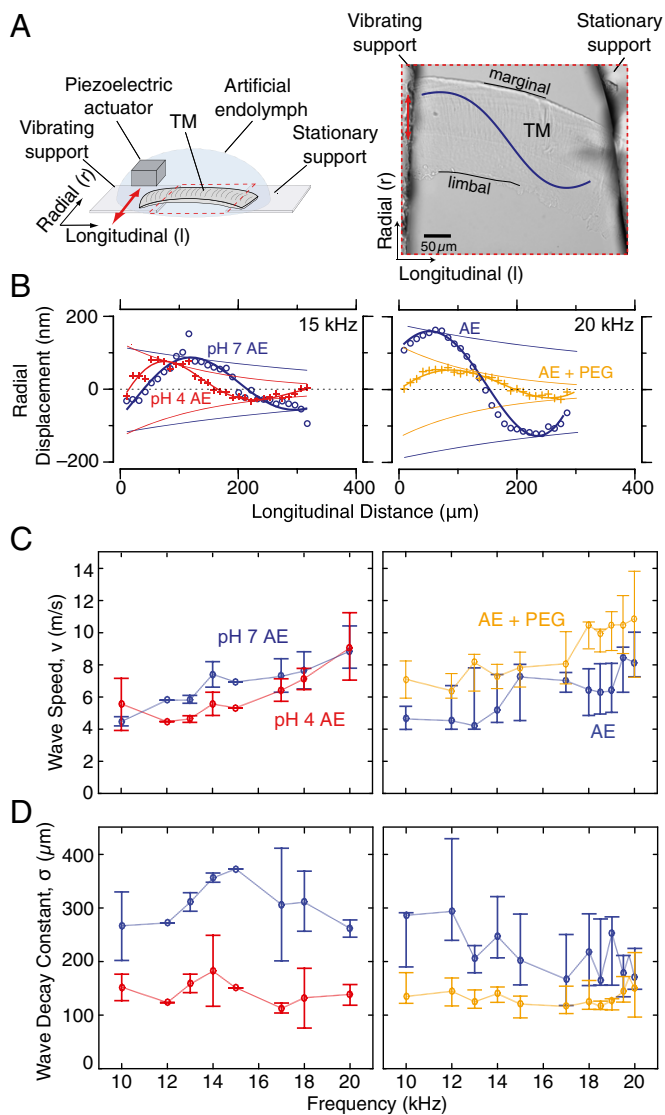 A
Piezoelectric
actuator
Artificial
endolymph
TM
Vibrating
support
Stationary
support
Radial (r)
Longitudinal (l)
Vibrating
support
Stationary
support
marginal
TM
limbal
50 µm
Radial (r)
Longitudinal (l)
B
200
0
−200
Radial
Displacement (nm)
pH 7 AE
15 kHz
pH 4 AE
AE
20 kHz
AE + PEG
0 200 400
0 200 400
Longitudinal Distance (µm)
C
14
12
10
8
6
4
2
0
Wave Speed, v (m/s)
pH 7 AE
pH 4 AE
AE + PEG
AE
D
400
300
200
100
0
Wave Decay Constant, σ (µm)
10 12 14 16 18 20
10 12 14 16 18 20
Frequency (kHz)